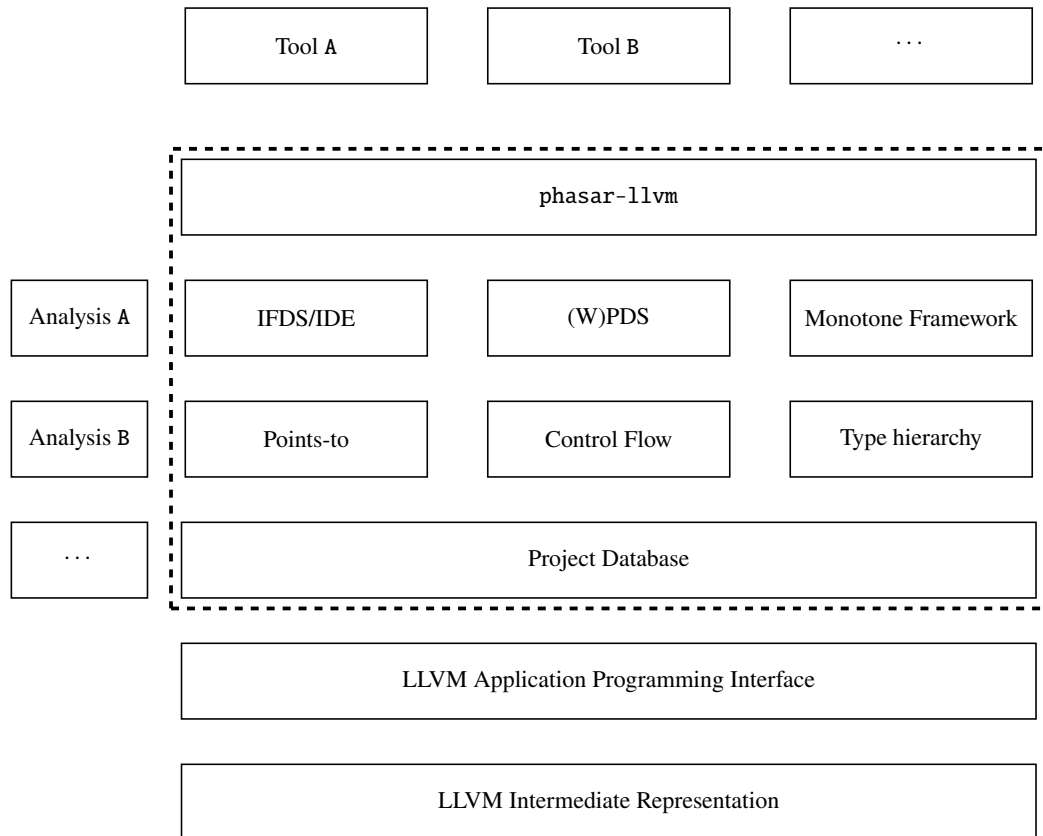 Tool A
Tool B
· · ·
phasar-llvm
Analysis A
IFDS/IDE
(W)PDS
Monotone Framework
Analysis B
Points-to
Control Flow
Type hierarchy
· · ·
Project Database
LLVM Application Programming Interface
LLVM Intermediate Representation